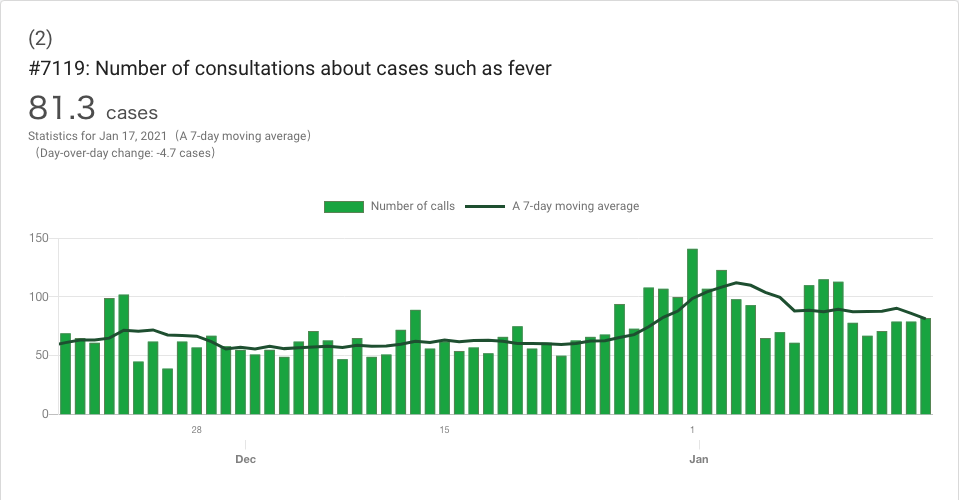 (2)
#7119: Number of consultations about cases such as fever
81.3 cases
Statistics for Jan 17, 2021（A 7-day moving average）
（Day-over-day change: -4.7 cases）
Number of calls A 7-day moving average
150
100
50
0
28 15 1
Dec Jan